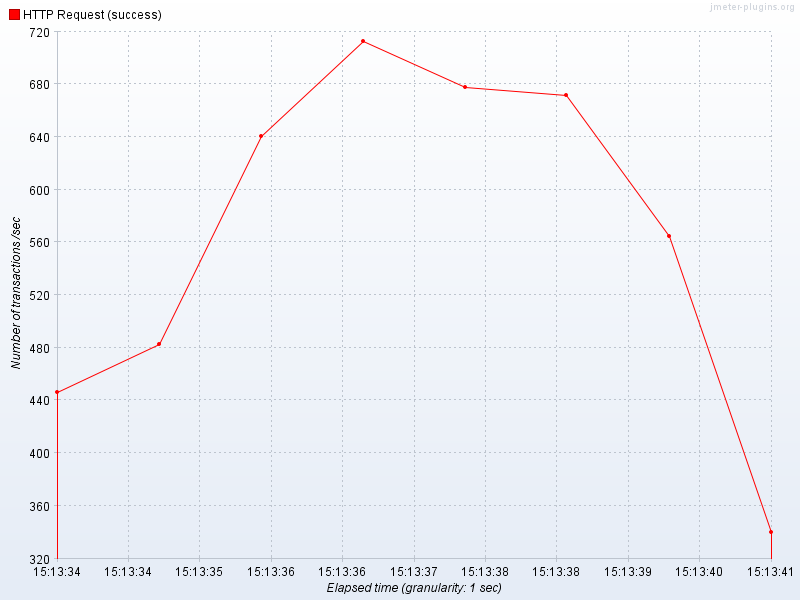 jmeter-plugins.org
HTTP Request (success)
720
680
640
600
560
520
480
440
400
360
320
Number of transactions /sec
15:13:34 15:13:34 15:13:35 15:13:36 15:13:36 15:13:37 15:13:38 15:13:38 15:13:39 15:13:40 15:13:41
Elapsed time (granularity: 1 sec)